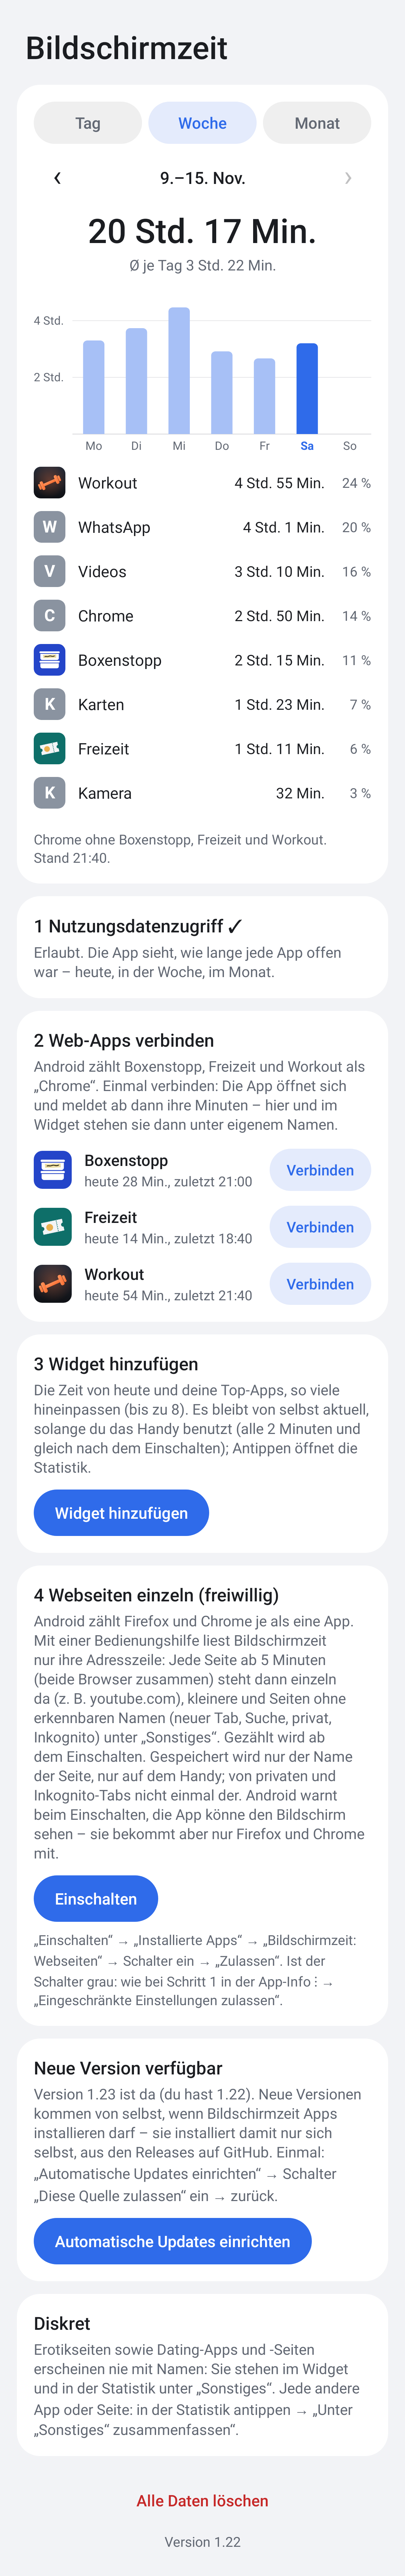 Bildschirmzeit
Tag Woche Monat
‹ 9.–15. Nov. ›
20 Std. 17 Min.
Ø je Tag 3 Std. 22 Min.
4 Std.
2 Std.
Mo Di Mi Do Fr Sa So
Workout 4 Std. 55 Min. 24 %
W WhatsApp 4 Std. 1 Min. 20 %
V Videos 3 Std. 10 Min. 16 %
C Chrome 2 Std. 50 Min. 14 %
Boxenstopp 2 Std. 15 Min. 11 %
K Karten 1 Std. 23 Min. 7 %
Freizeit 1 Std. 11 Min. 6 %
K Kamera 32 Min. 3 %
Chrome ohne Boxenstopp, Freizeit und Workout.
Stand 21:40.
1 Nutzungsdatenzugriff ✓
Erlaubt. Die App sieht, wie lange jede App offen
war – heute, in der Woche, im Monat.
2 Web-Apps verbinden
Android zählt Boxenstopp, Freizeit und Workout als
„Chrome“. Einmal verbinden: Die App öffnet sich
und meldet ab dann ihre Minuten – hier und im
Widget stehen sie dann unter eigenem Namen.
Boxenstopp
heute 28 Min., zuletzt 21:00
Verbinden
Freizeit
heute 14 Min., zuletzt 18:40
Verbinden
Workout
heute 54 Min., zuletzt 21:40
Verbinden
3 Widget hinzufügen
Die Zeit von heute und deine Top-Apps, so viele
hineinpassen (bis zu 8). Es bleibt von selbst aktuell,
solange du das Handy benutzt (alle 2 Minuten und
gleich nach dem Einschalten); Antippen öffnet die
Statistik.
Widget hinzufügen
4 Webseiten einzeln (freiwillig)
Android zählt Firefox und Chrome je als eine App.
Mit einer Bedienungshilfe liest Bildschirmzeit
nur ihre Adresszeile: Jede Seite ab 5 Minuten
(beide Browser zusammen) steht dann einzeln
da (z. B. youtube.com), kleinere und Seiten ohne
erkennbaren Namen (neuer Tab, Suche, privat,
Inkognito) unter „Sonstiges“. Gezählt wird ab
dem Einschalten. Gespeichert wird nur der Name
der Seite, nur auf dem Handy; von privaten und
Inkognito-Tabs nicht einmal der. Android warnt
beim Einschalten, die App könne den Bildschirm
sehen – sie bekommt aber nur Firefox und Chrome
mit.
Einschalten
„Einschalten“ → „Installierte Apps“ → „Bildschirmzeit:
Webseiten“ → Schalter ein → „Zulassen“. Ist der
Schalter grau: wie bei Schritt 1 in der App-Info ⋮ →
„Eingeschränkte Einstellungen zulassen“.
Neue Version verfügbar
Version 1.23 ist da (du hast 1.22). Neue Versionen
kommen von selbst, wenn Bildschirmzeit Apps
installieren darf – sie installiert damit nur sich
selbst, aus den Releases auf GitHub. Einmal:
„Automatische Updates einrichten“ → Schalter
„Diese Quelle zulassen“ ein → zurück.
Automatische Updates einrichten
Diskret
Erotikseiten sowie Dating-Apps und -Seiten
erscheinen nie mit Namen: Sie stehen im Widget
und in der Statistik unter „Sonstiges“. Jede andere
App oder Seite: in der Statistik antippen → „Unter
„Sonstiges“ zusammenfassen“.
Alle Daten löschen
Version 1.22